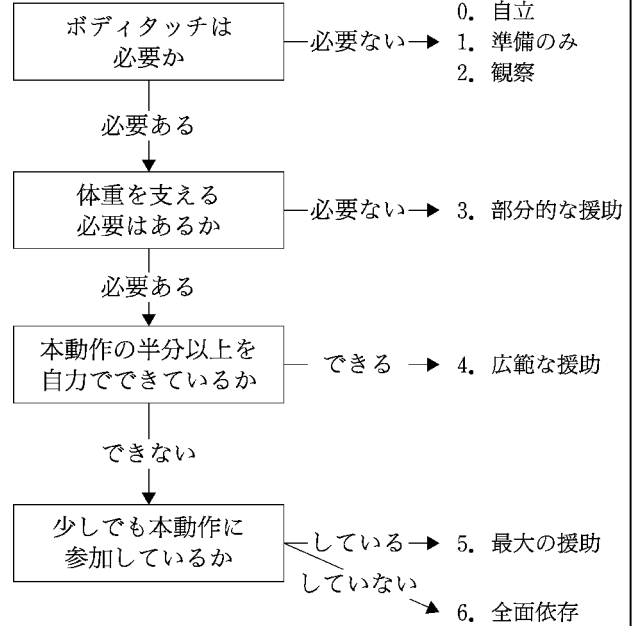 ボディタッチは
必要か
必要ない
0. 自立
1. 準備のみ
2. 観察
必要ある
体重を支える
必要はあるか
必要ない
3. 部分的な援助
必要ある
本動作の半分以上を
自力でできているか
できる
4. 広範な援助
できない
少しでも本動作に
参加しているか
している
5. 最大の援助
していない
6. 全面依存